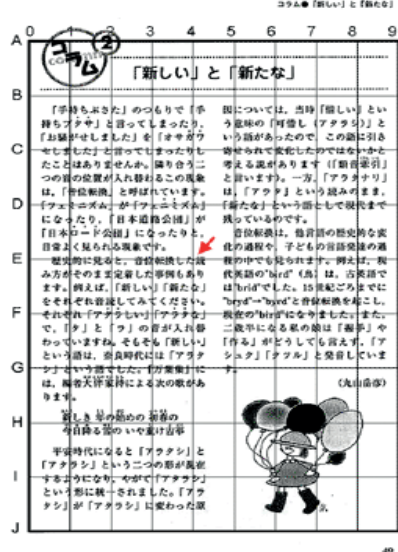 コラム●「新しい」と「新たな」
0 1 2 3 4 5 6 7 8 9
A
B
C
D
E
F
G
H
I
J
コラム
②
「新しい」と「新たな」
「手持ちぶさた」のつもりで「手
持ちブタサ」と言ってしまったり、
「お騒がせしました」を「オサガワ
セしました」と言ってしまったりし
たことはありませんか。隣り合う二
つの音の位置が入れ替わるこの現象
は、「音位転換」と呼ばれています。
になったり、「日本道路公団」が
「日本ロード公団」になったりと、
日常よく見られる現象です。
歴史的に見ると、音位転換した読
み方がそのまま定着した事例もあり
ます。例えば、「新しい」「新たな」
をそれぞれ音読してみてください。
それぞれ「アタラシイ」「アラタな」
で、「タ」と「ラ」の音が入れ替
わっていますね。そもそも「新しい」
という語は、奈良時代には「アラタ
シ」という語でした。『万葉集』に
は、編者大伴家持による次の歌があ
ります。
新しき 年の始めの 初春の
今日降る雪の いや重け吉事
平安時代になると「アラタシ」と
「アタラシ」という二つの形が混在
するようになり、やがて「アタラシ」
という形に統一されました。「アラ
タシ」が「アタラシ」に変わった原
因については、当時「惜しい」とい
う意味の「可惜し（アタラシ）」と
いう語があったので、この語に引き
寄せられて変化したのではないかと
考える説があります（「類音牽引」
と言います）。一方、「アラタナリ」
は、「アラタ」という読みのまま、
「新たな」という語として現代まで
残っているのです。
音位転換は、他言語の歴史的な変
化の過程や、子どもの言語発達の過
程の中でも見られます。例えば、現
代英語の"bird"（鳥）は、古英語で
は"brid"でした。15世紀ごろまでに
"bryd"→"byrd"と音位転換を起こし、
現在の"bird"になりました。また、
二歳半になる私の娘は「握手」や
「作る」がどうしても言えず、「ア
シュク」「クツル」と発音していま
す。
（丸山岳彦）
49